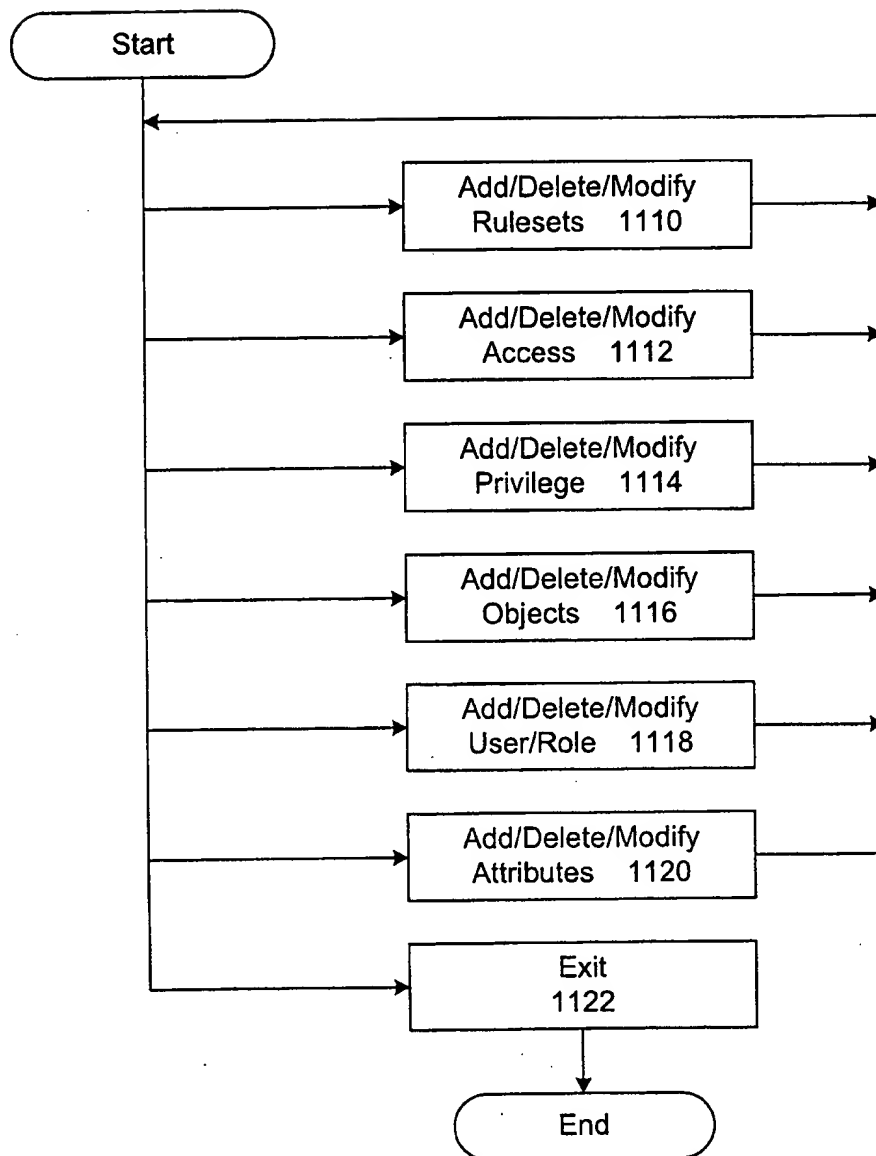 Start
Add/Delete/Modify
Rulesets 1110
Add/Delete/Modify
Access 1112
Add/Delete/Modify
Privilege 1114
Add/Delete/Modify
Objects 1116
Add/Delete/Modify
User/Role 1118
Add/Delete/Modify
Attributes 1120
Exit
1122
End